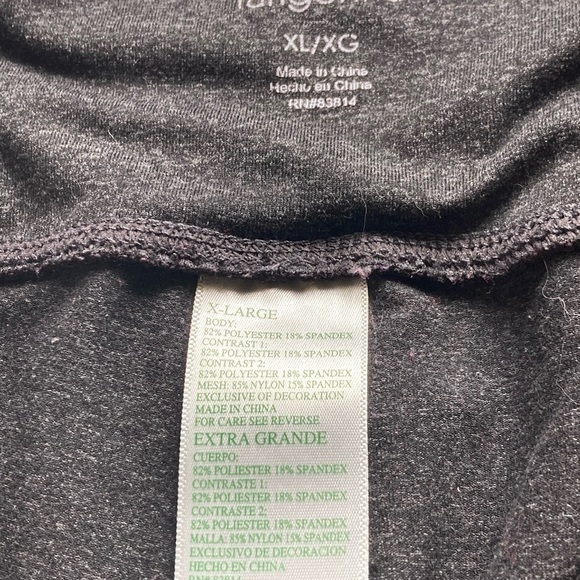 XL/XG
Made in China
Hecho en China
RN#83814
X-LARGE
BODY:
82% POLYESTER 18% SPANDEX
CONTRAST 1:
82% POLYESTER 18% SPANDEX
CONTRAST 2:
82% POLYESTER 18% SPANDEX
MESH: 85% NYLON 15% SPANDEX
EXCLUSIVE OF DECORATION
MADE IN CHINA
FOR CARE SEE REVERSE
EXTRA GRANDE
CUERPO:
82% POLIESTER 18% SPANDEX
CONTRASTE 1:
82% POLIESTER 18% SPANDEX
CONTRASTE 2:
82% POLIESTER 18% SPANDEX
MALLA: 85% NYLON 15% SPANDEX
EXCLUSIVO DE DECORACION
HECHO EN CHINA
RN#83814